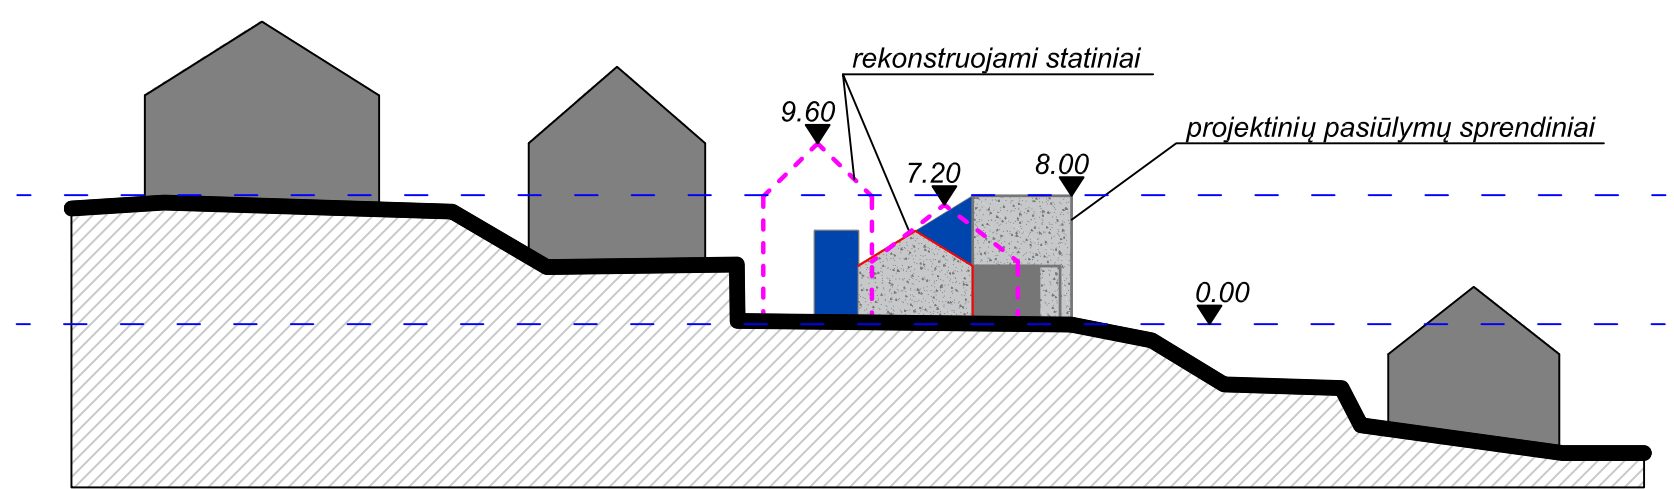 rekonstruojami statiniai
9.60
projektinių pasiūlymų sprendiniai
7.20
8.00
0.00